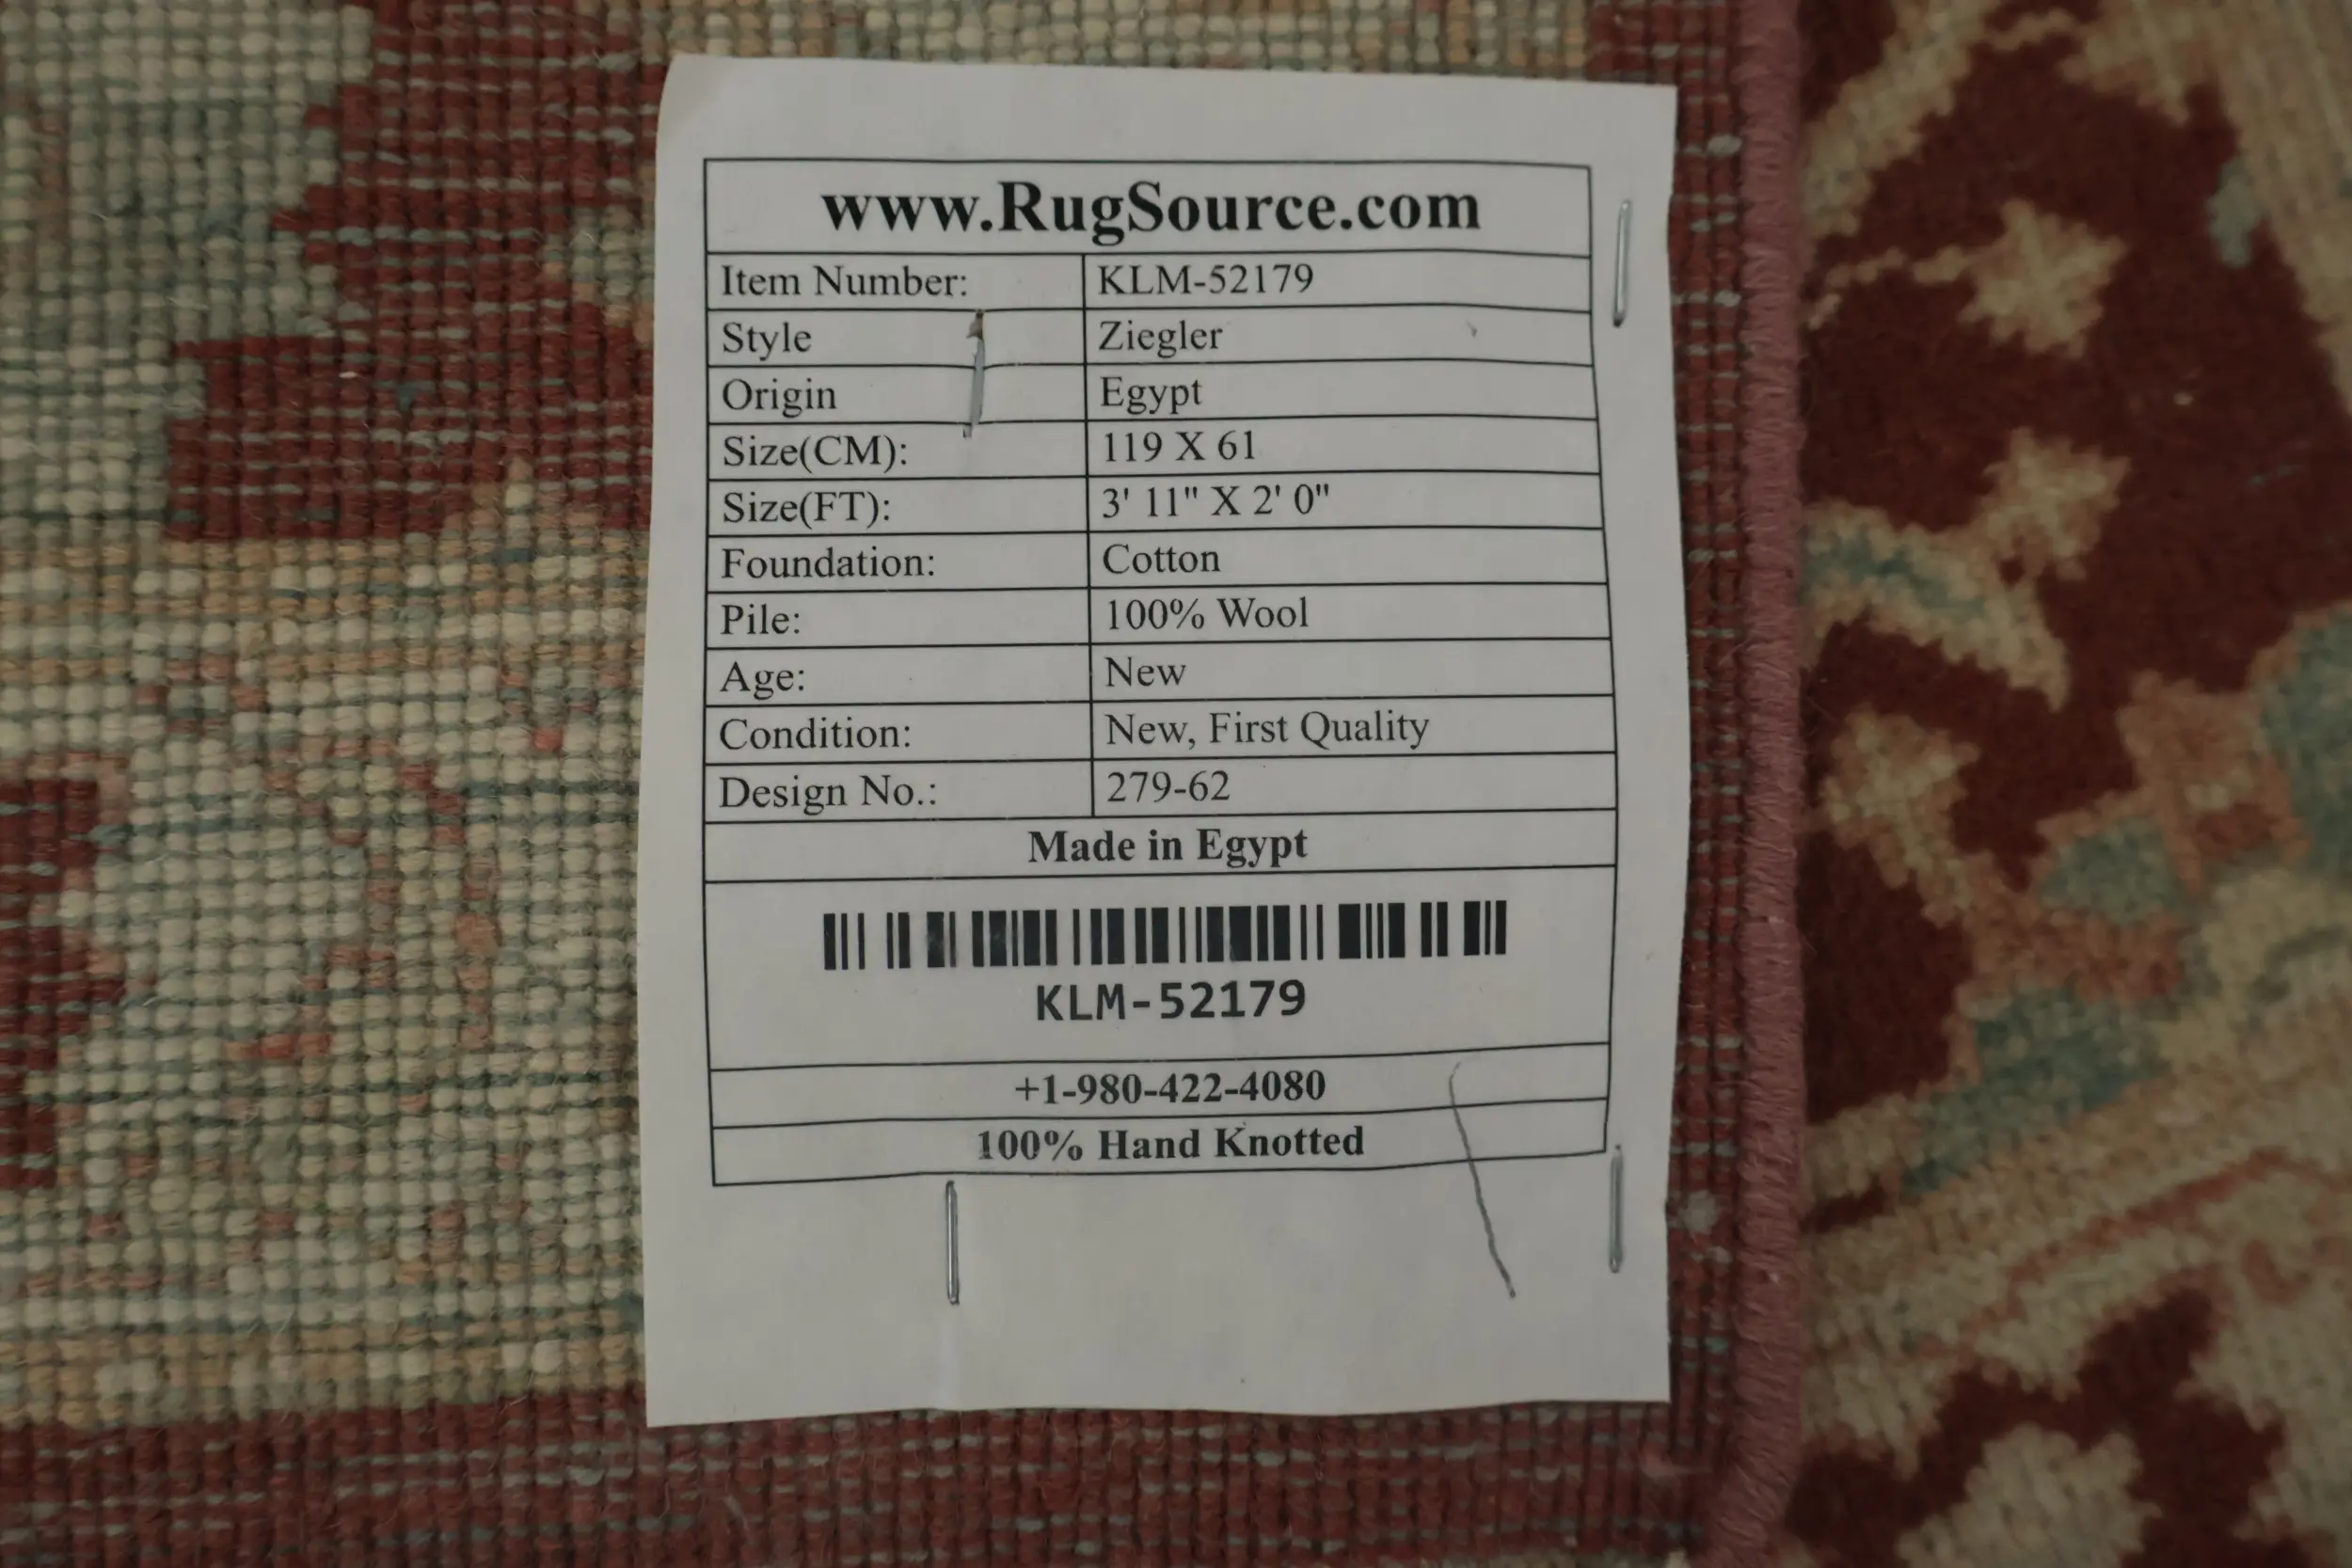 www.RugSource.com
Item Number: KLM-52179
Style Ziegler
Origin Egypt
Size(CM): 119 X 61
Size(FT): 3' 11" X 2' 0"
Foundation: Cotton
Pile: 100% Wool
Age: New
Condition: New, First Quality
Design No.: 279-62
Made in Egypt
KLM-52179
+1-980-422-4080
100% Hand Knotted